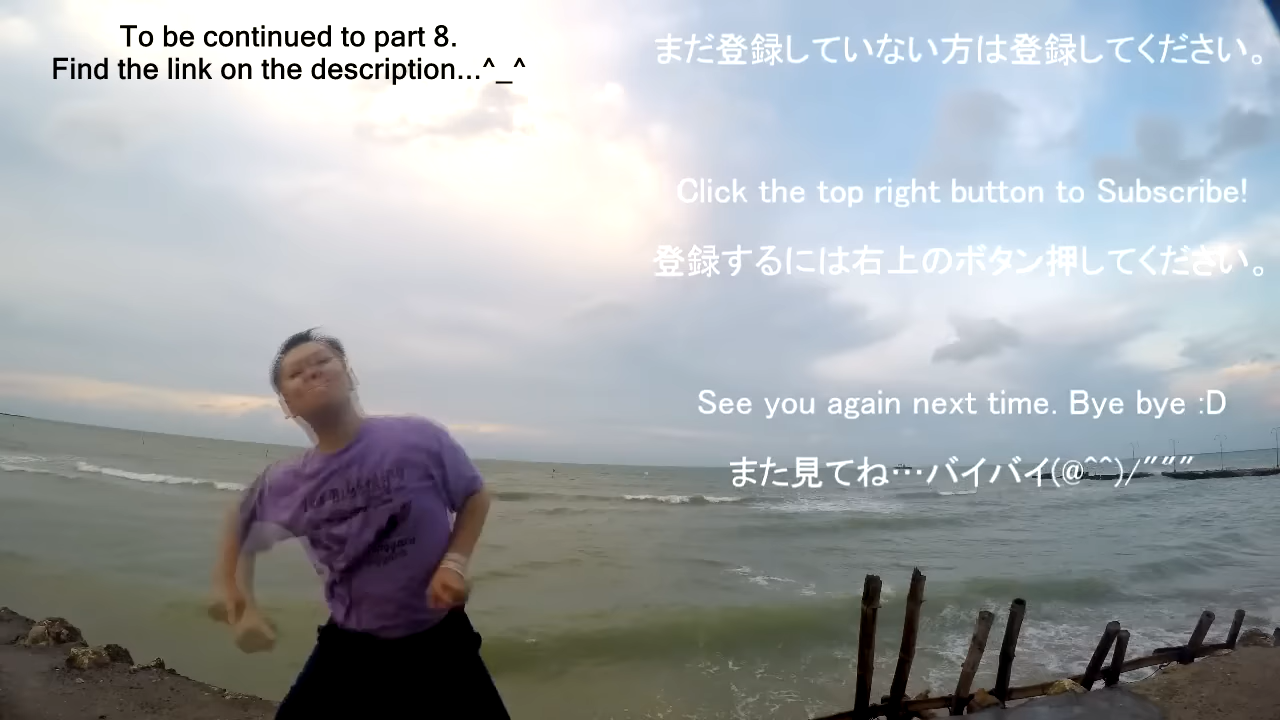 To be continued to part 8.
Find the link on the description...^_^
まだ登録していない方は登録してください。
Click the top right button to Subscribe!
登録するには右上のボタン押してください。
See you again next time. Bye bye :D
また見てね…バイバイ(@^^)/"""